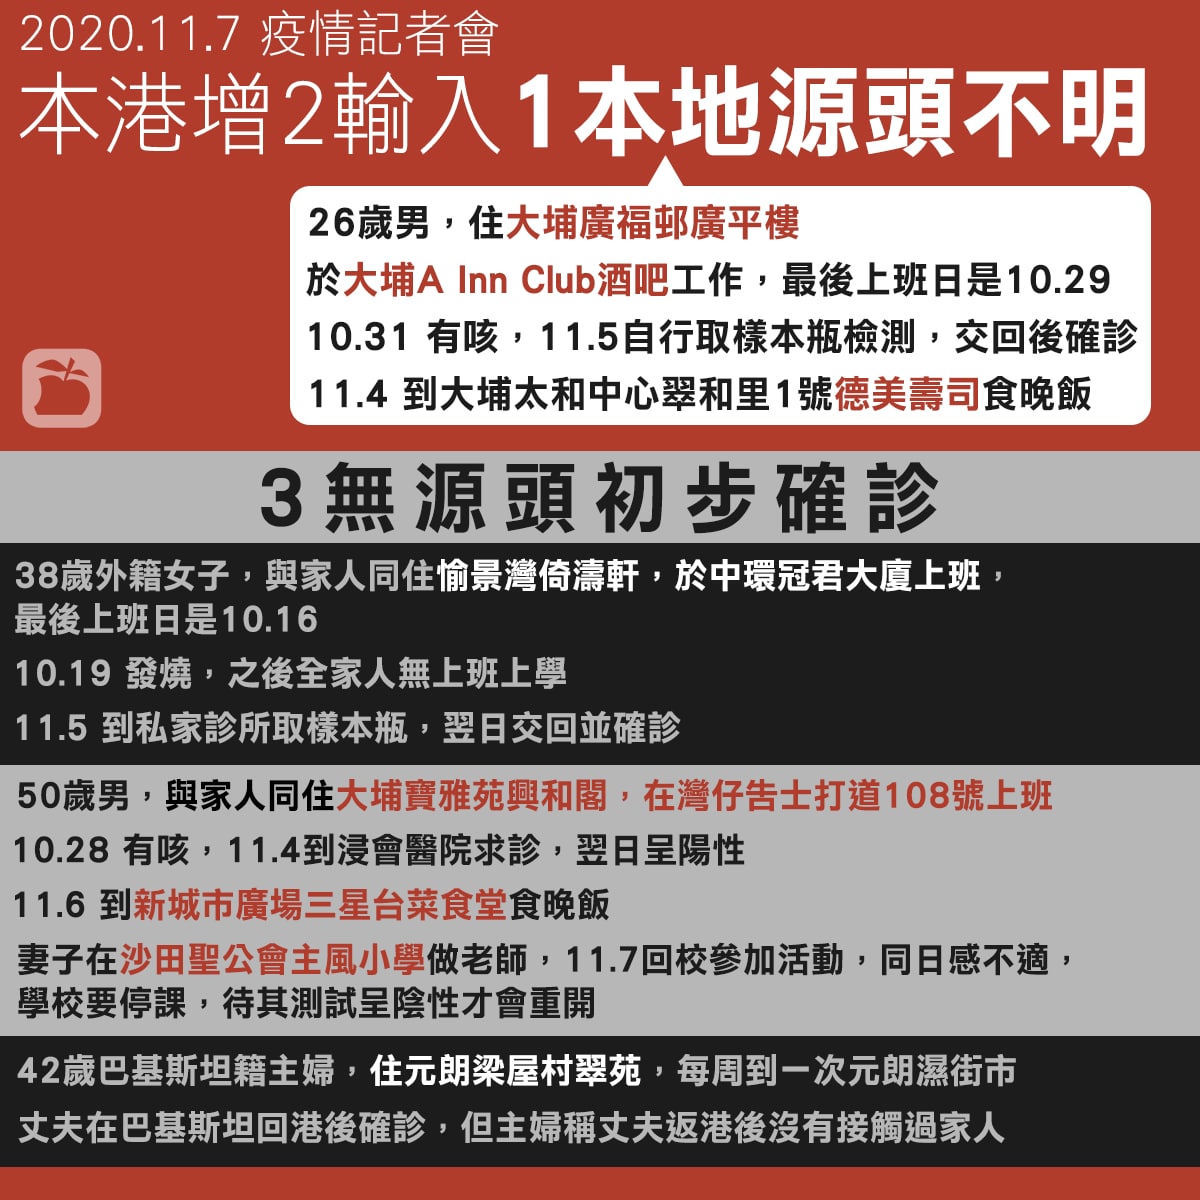 2020.11.7 疫情記者會
本港增2輸入1本地源頭不明
26歲男，住大埔廣福邨廣平樓
於大埔A Inn Club酒吧工作，最後上班日是10.29
10.31 有咳，11.5自行取樣本瓶檢測，交回後確診
11.4 到大埔太和中心翠和里1號德美壽司食晚飯
3無源頭初步確診
38歲外籍女子，與家人同住愉景灣倚濤軒，於中環冠君大廈上班，
最後上班日是10.16
10.19 發燒，之後全家人無上班上學
11.5 到私家診所取樣本瓶，翌日交回並確診
50歲男，與家人同住大埔寶雅苑興和閣，在灣仔告士打道108號上班
10.28 有咳，11.4到浸會醫院求診，翌日呈陽性
11.6 到新城市廣場三星台菜食堂食晚飯
妻子在沙田聖公會主風小學做老師，11.7回校參加活動，同日感不適，
學校要停課，待其測試呈陰性才會重開
42歲巴基斯坦籍主婦，住元朗梁屋村翠苑，每周到一次元朗濕街市
丈夫在巴基斯坦回港後確診，但主婦稱丈夫返港後沒有接觸過家人